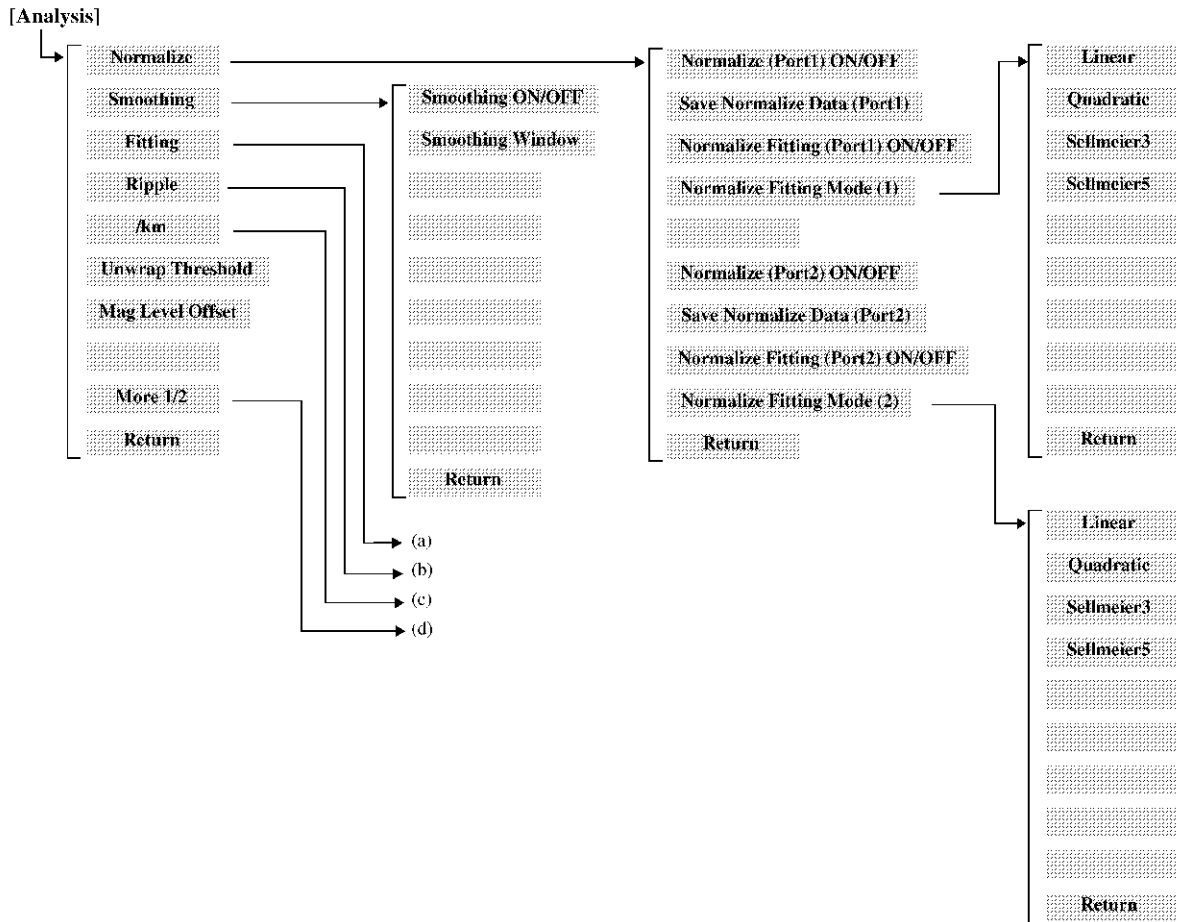 [Analysis]
Normalize
Smoothing
Fitting
Ripple
/km
Unwrap Threshold
Mag Level Offset
More 1/2
Return
Smoothing ON/OFF
Smoothing Window
Return
(a)
(b)
(c)
(d)
Normalize (Port1) ON/OFF
Save Normalize Data (Port1)
Normalize Fitting (Port1) ON/OFF
Normalize Fitting Mode (1)
Normalize (Port2) ON/OFF
Save Normalize Data (Port2)
Normalize Fitting (Port2) ON/OFF
Normalize Fitting Mode (2)
Return
Linear
Quadratic
Sellmeier3
Sellmeier5
Return
Linear
Quadratic
Sellmeier3
Sellmeier5
Return